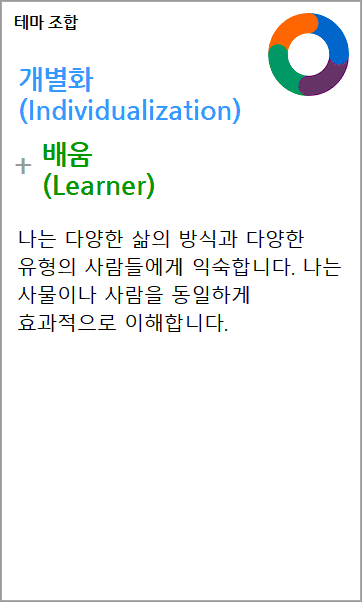 테마 조합
개별화
(Individualization)
+ 배움
(Learner)
나는 다양한 삶의 방식과 다양한
유형의 사람들에게 익숙합니다. 나는
사물이나 사람을 동일하게
효과적으로 이해합니다.